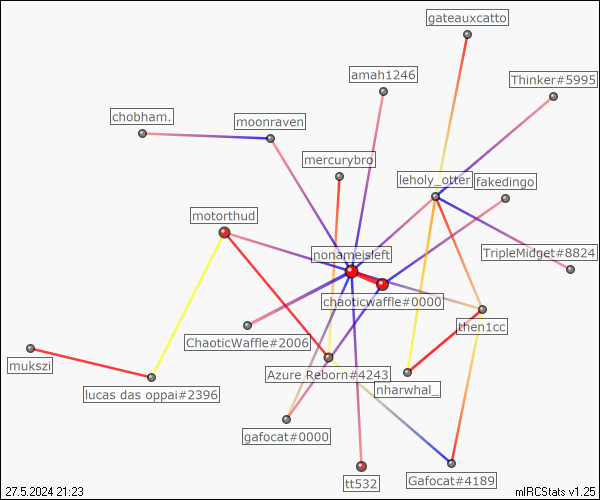 gateauxcatto
amah1246
Thinker#5995
chobham.
moonraven
mercurybro
leholy_otter
fakedingo
motorthud
nonameisleft
TripleMidget#8824
chaoticwaffle#0000
then1cc
ChaoticWaffle#2006
mukszi
Azure Reborn#4243
nharwhal_
lucas das oppai#2396
gafocat#0000
tt532
Gafocat#4189
27.5.2024 21:23
mIRCStats v1.25